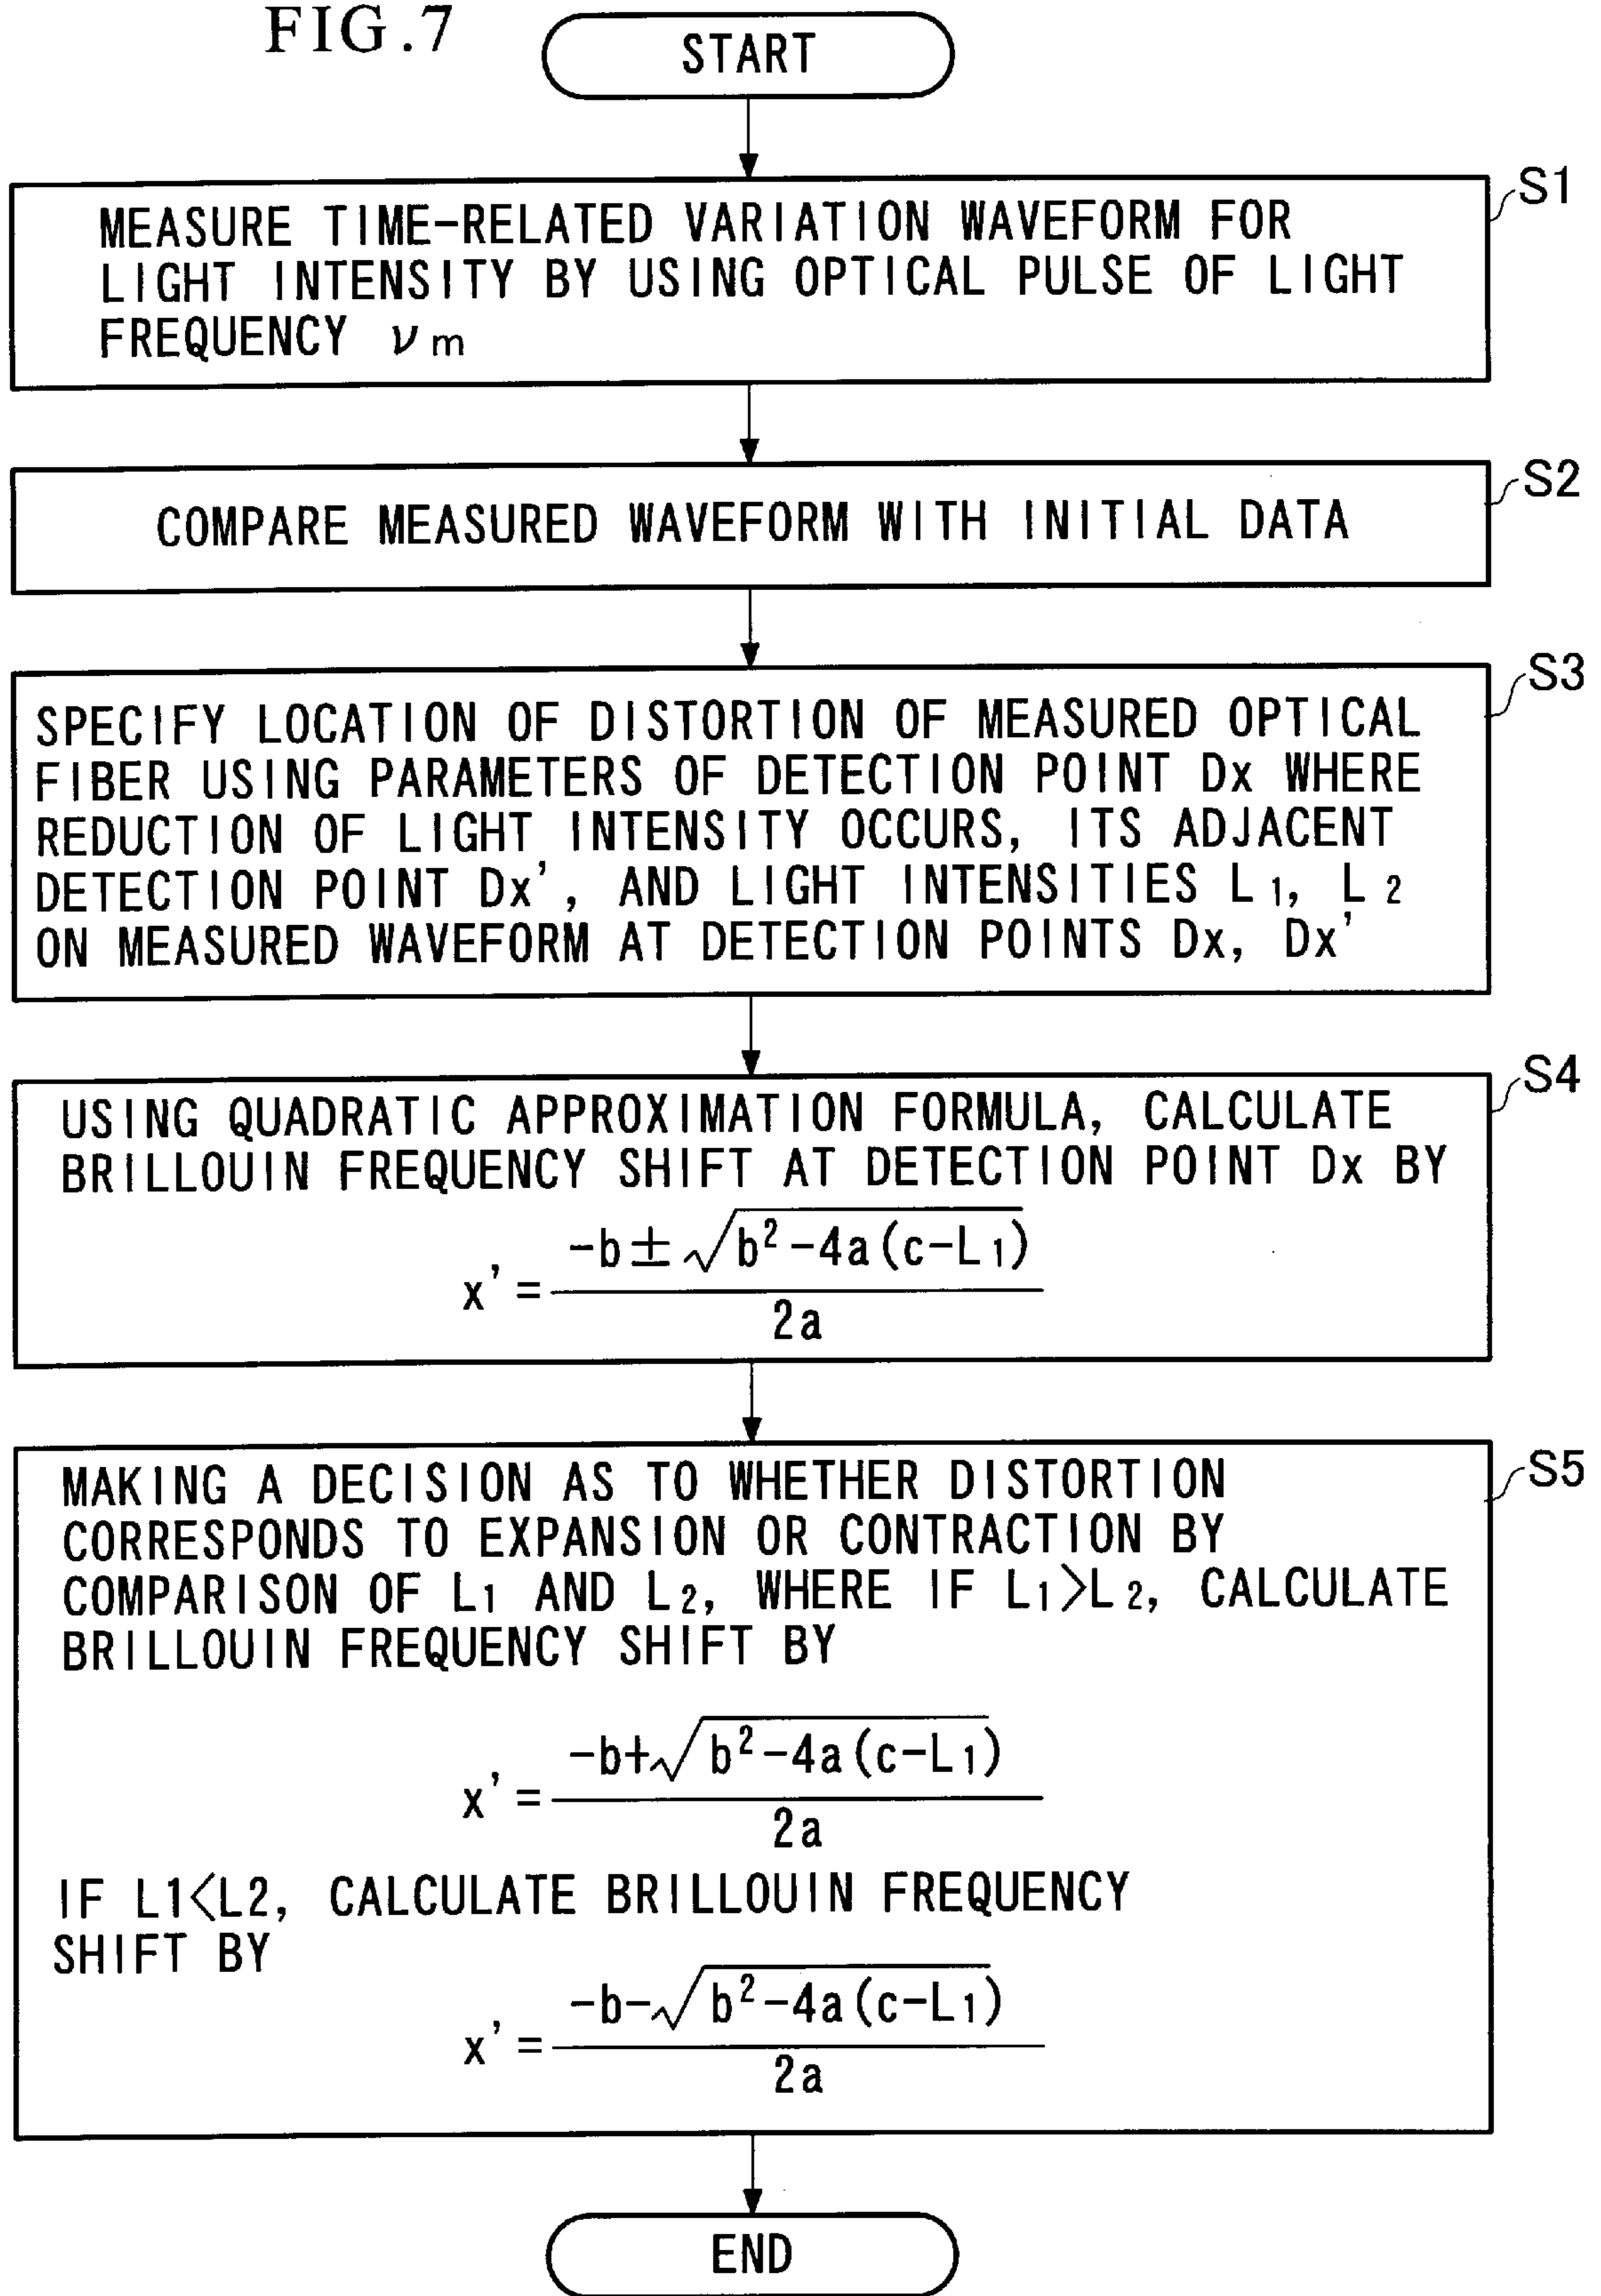 FIG.7
START
S1
MEASURE TIME-RELATED VARIATION WAVEFORM FOR
LIGHT INTENSITY BY USING OPTICAL PULSE OF LIGHT
FREQUENCY νm
S2
COMPARE MEASURED WAVEFORM WITH INITIAL DATA
S3
SPECIFY LOCATION OF DISTORTION OF MEASURED OPTICAL
FIBER USING PARAMETERS OF DETECTION POINT Dx WHERE
REDUCTION OF LIGHT INTENSITY OCCURS, ITS ADJACENT
DETECTION POINT Dx', AND LIGHT INTENSITIES L1, L2
ON MEASURED WAVEFORM AT DETECTION POINTS Dx, Dx'
S4
USING QUADRATIC APPROXIMATION FORMULA, CALCULATE
BRILLOUIN FREQUENCY SHIFT AT DETECTION POINT Dx BY
-b±√b²-4a(c-L1)
x'=
2a
S5
MAKING A DECISION AS TO WHETHER DISTORTION
CORRESPONDS TO EXPANSION OR CONTRACTION BY
COMPARISON OF L1 AND L2, WHERE IF L1>L2, CALCULATE
BRILLOUIN FREQUENCY SHIFT BY
-b+√b²-4a(c-L1)
x'=
2a
IF L1<L2, CALCULATE BRILLOUIN FREQUENCY
SHIFT BY
-b-√b²-4a(c-L1)
x'=
2a
END